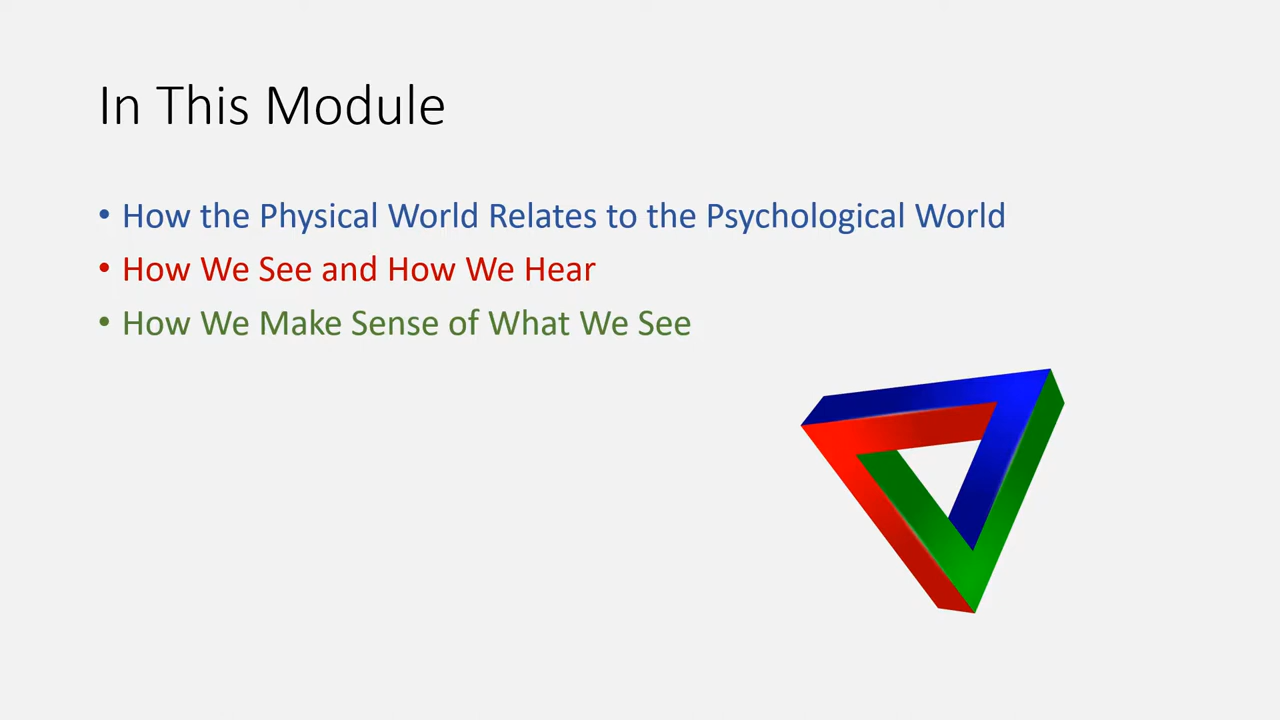 In This Module
• How the Physical World Relates to the Psychological World
• How We See and How We Hear
• How We Make Sense of What We See